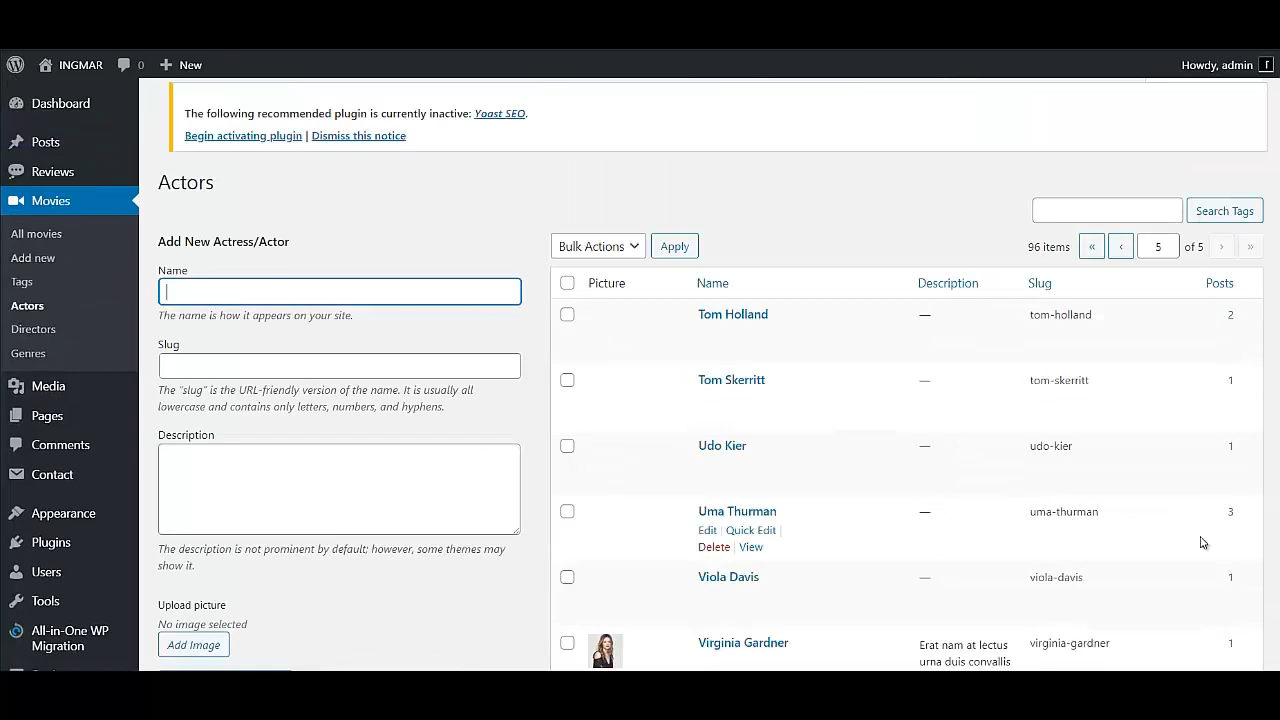 INGMAR 0 New Howdy, admin
Dashboard
Posts
Reviews
Movies
All movies
Add new
Tags
Actors
Directors
Genres
Media
Pages
Comments
Contact
Appearance
Plugins
Users
Tools
All-in-One WP
Migration
The following recommended plugin is currently inactive: Yoast SEO.
Begin activating plugin | Dismiss this notice
Actors
Search Tags
Add New Actress/Actor
Name
The name is how it appears on your site.
Slug
The "slug" is the URL-friendly version of the name. It is usually all
lowercase and contains only letters, numbers, and hyphens.
Description
The description is not prominent by default; however, some themes may
show it.
Upload picture
No image selected
Add Image
Bulk Actions Apply 96 items « ‹ 5 of 5 › »
Picture Name Description Slug Posts
Tom Holland — tom-holland 2
Tom Skerritt — tom-skerritt 1
Udo Kier — udo-kier 1
Uma Thurman — uma-thurman 3
Edit | Quick Edit |
Delete | View
Viola Davis — viola-davis 1
Virginia Gardner Erat nam at lectus virginia-gardner 1
urna duis convallis